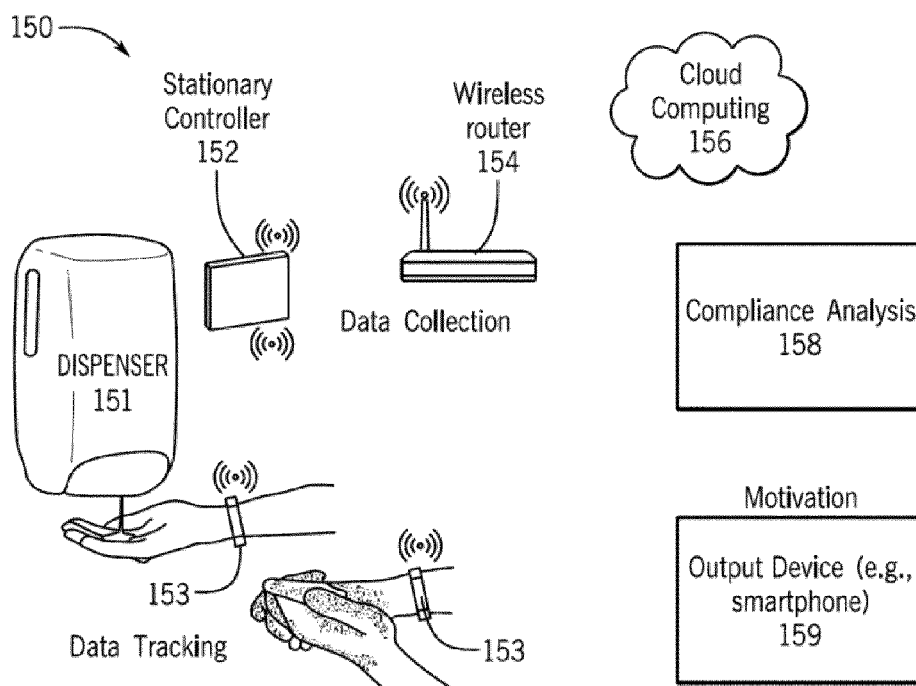 150
Stationary
Controller
152
Wireless
router
154
Cloud
Computing
156
DISPENSER
151
Data Collection
Compliance Analysis
158
153
Data Tracking
153
Motivation
Output Device (e.g.,
smartphone)
159